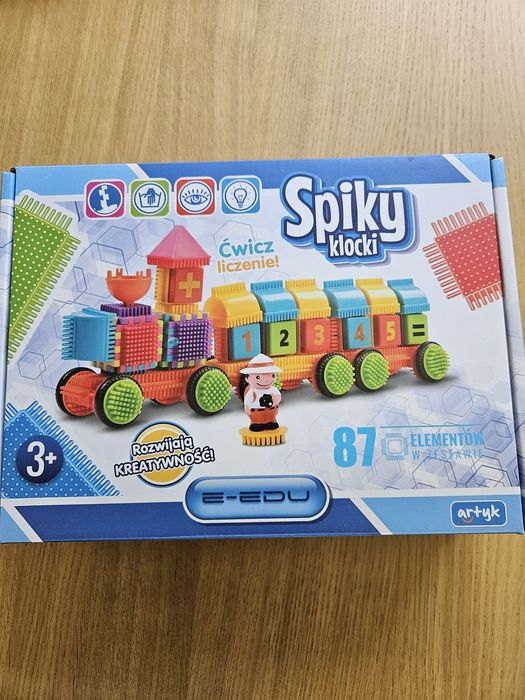 Spiky
klocki
Ćwicz
liczenie!
+
1 2 3 4 5 =
Rozwijają
KREATYWNOŚĆ!
87 ELEMENTÓW
W ZESTAWIE
3+
E-EDU
artyk